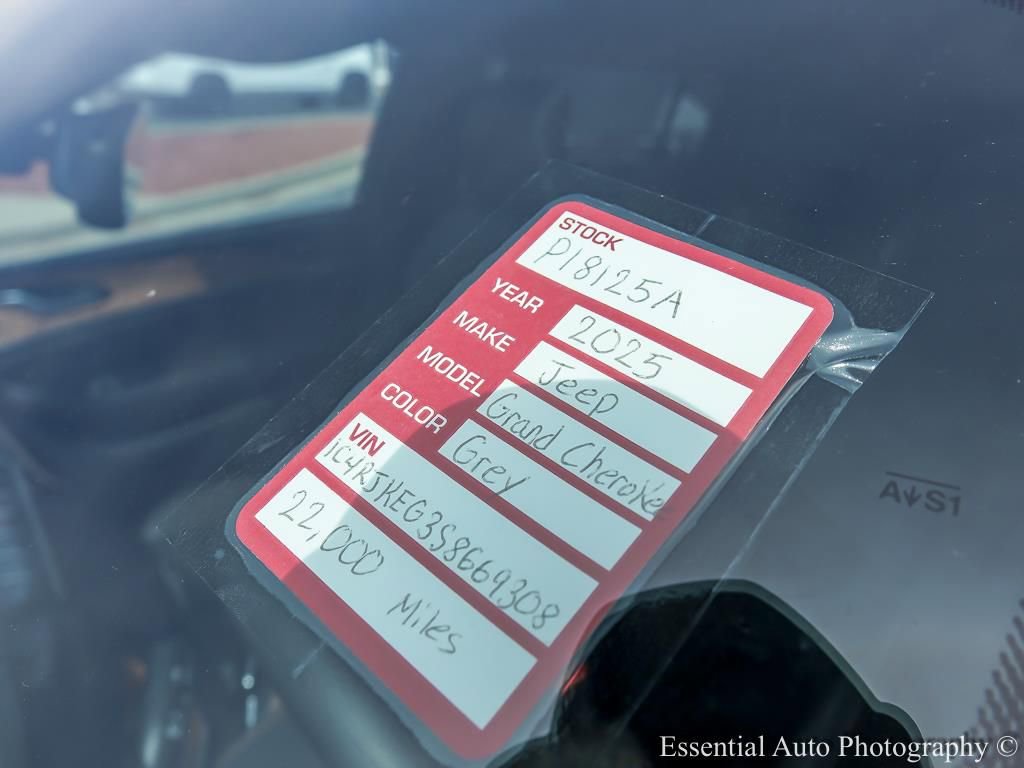 STOCK
P18125A
YEAR 2025
MAKE Jeep
MODEL Grand Cherokee
COLOR Grey
VIN
1C4RJKEG3S8669308
22,000 Miles
A↓S1
Essential Auto Photography ©